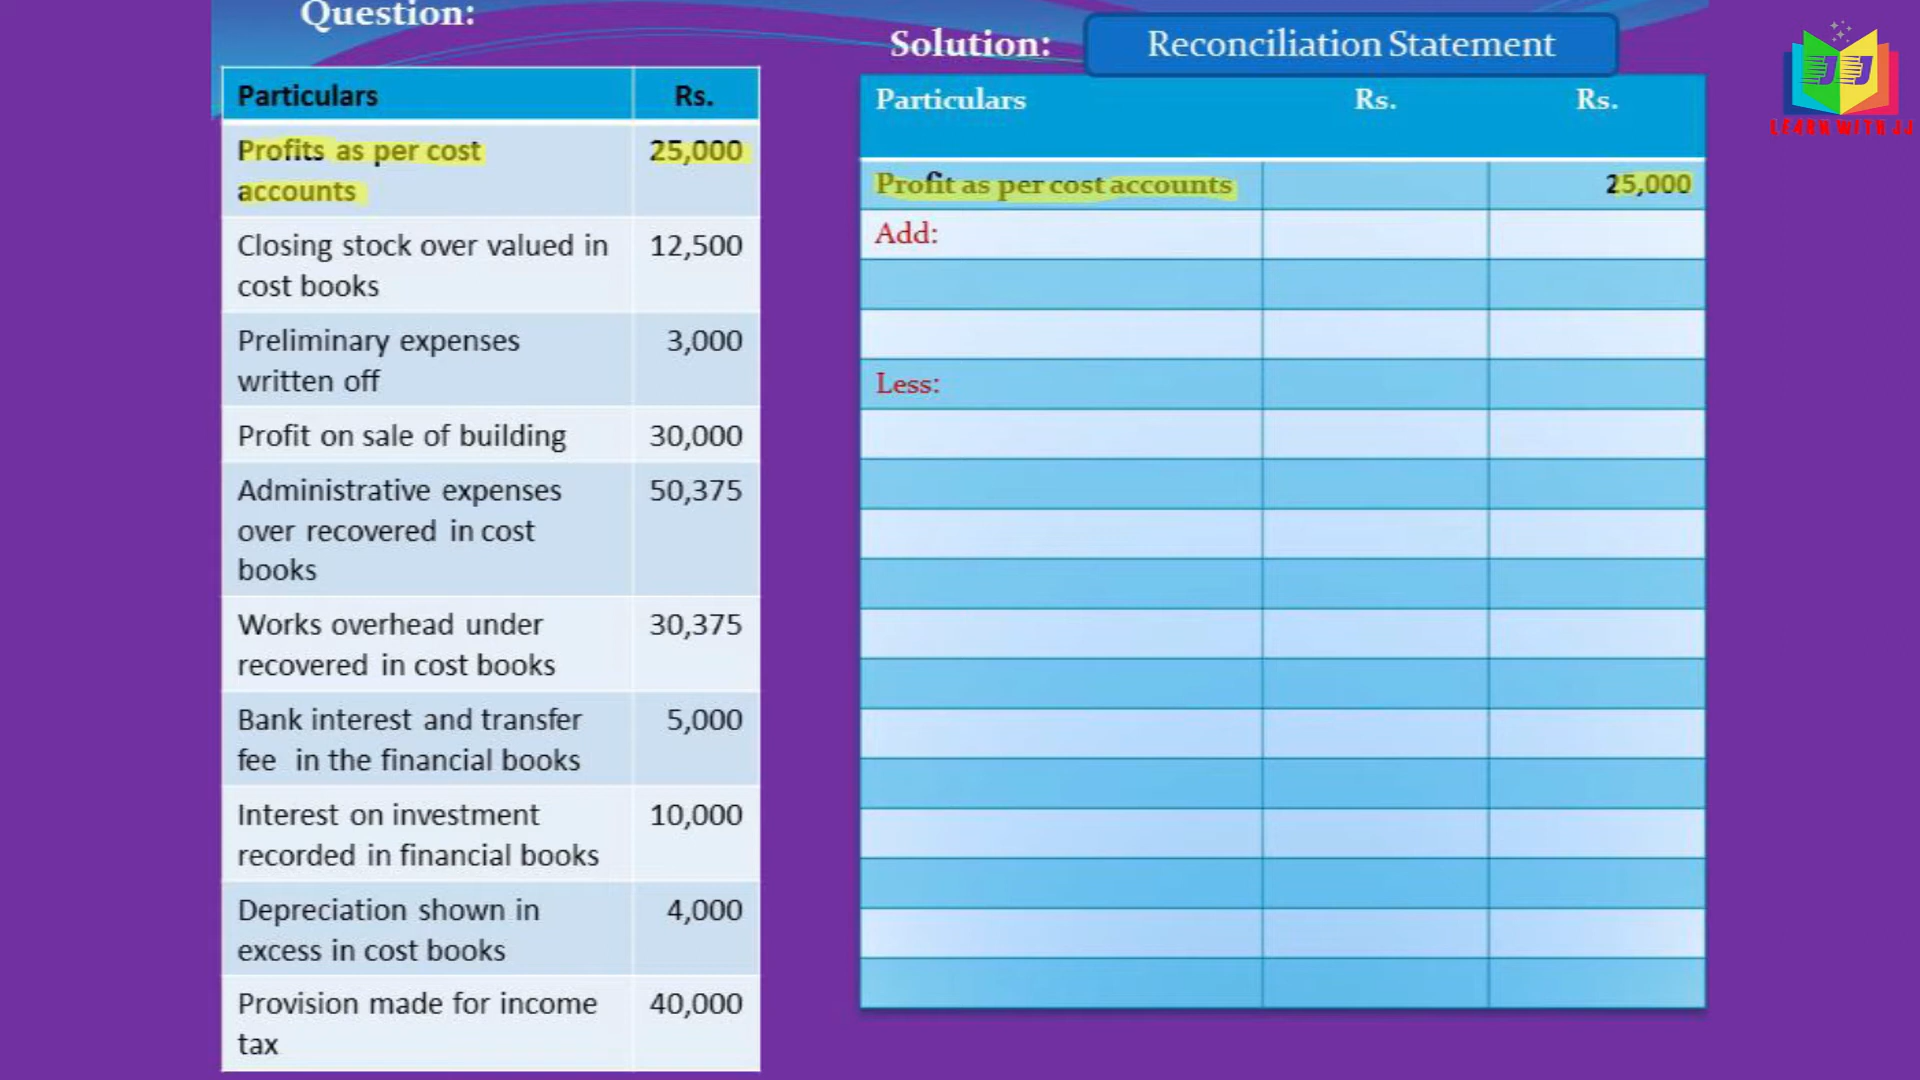 Question:
Particulars Rs.
Profits as per cost 25,000
accounts
Closing stock over valued in 12,500
cost books
Preliminary expenses 3,000
written off
Profit on sale of building 30,000
Administrative expenses 50,375
over recovered in cost
books
Works overhead under 30,375
recovered in cost books
Bank interest and transfer 5,000
fee in the financial books
Interest on investment 10,000
recorded in financial books
Depreciation shown in 4,000
excess in cost books
Provision made for income 40,000
tax
Solution: Reconciliation Statement
Particulars Rs. Rs.
Profit as per cost accounts 25,000
Add:
Less:
JJ
LEARN WITH JJ